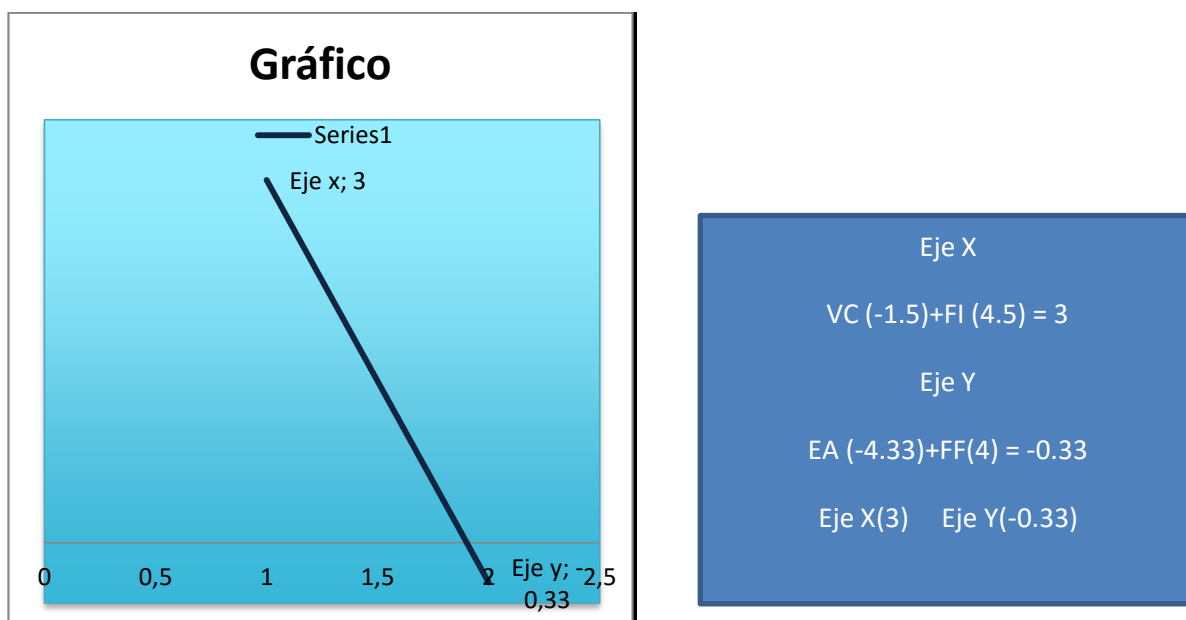 Gráfico
Series1
Eje x; 3
Eje y; -
0,33
0
0,5
1
1,5
2
2,5
Eje X
VC (-1.5)+FI (4.5) = 3
Eje Y
EA (-4.33)+FF(4) = -0.33
Eje X(3) Eje Y(-0.33)